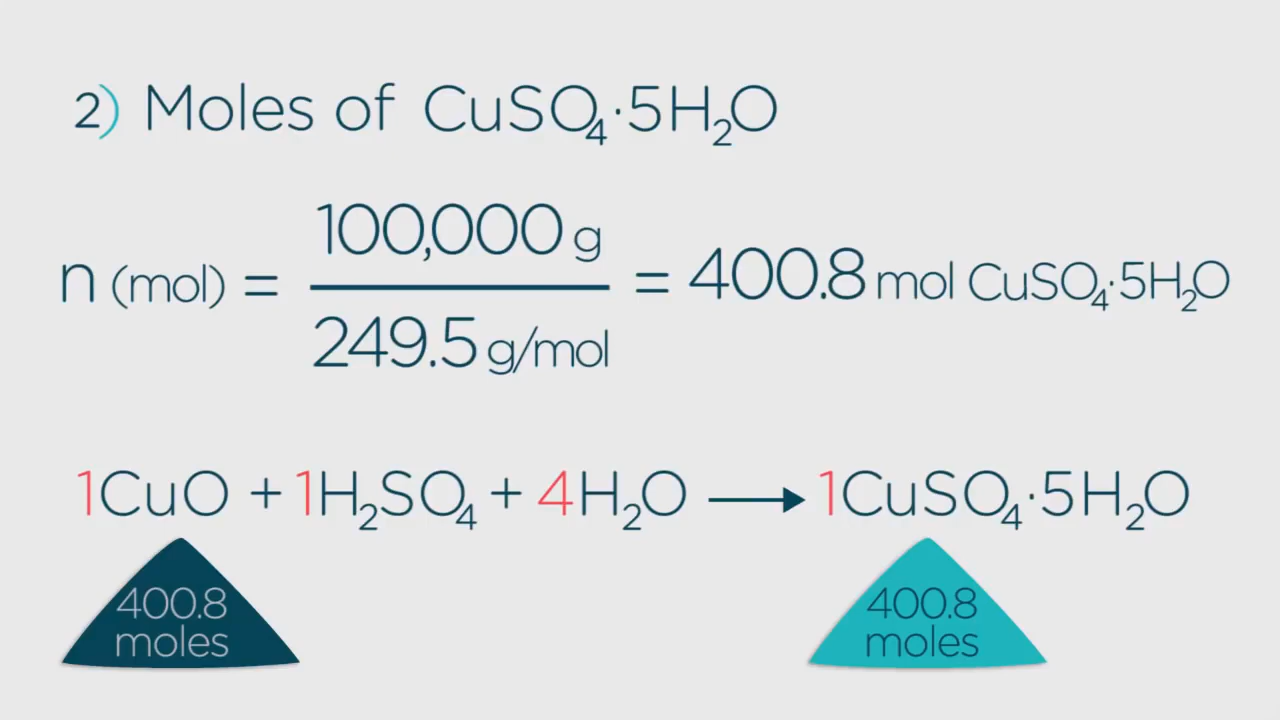 2) Moles of CuSO₄·5H₂O
100,000 g
n (mol) = ——— = 400.8 mol CuSO₄·5H₂O
249.5 g/mol
1CuO + 1H₂SO₄ + 4H₂O → 1CuSO₄·5H₂O
400.8 moles
400.8 moles